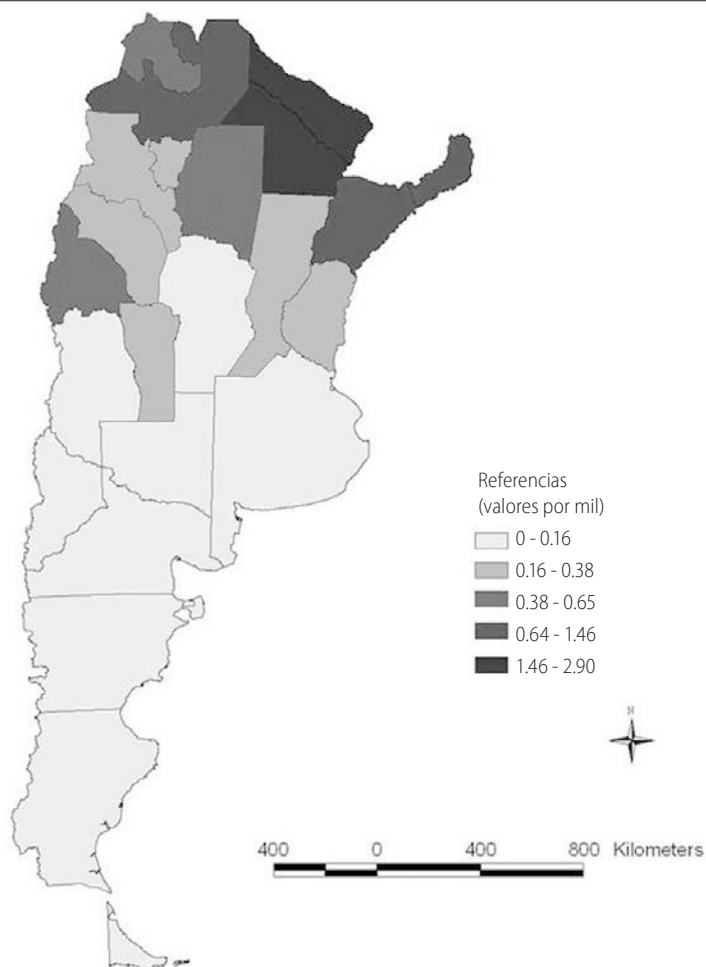 Referencias
(valores por mil)
0 - 0.16
0.16 - 0.38
0.38 - 0.65
0.64 - 1.46
1.46 - 2.90
N
400 0 400 800 Kilometers